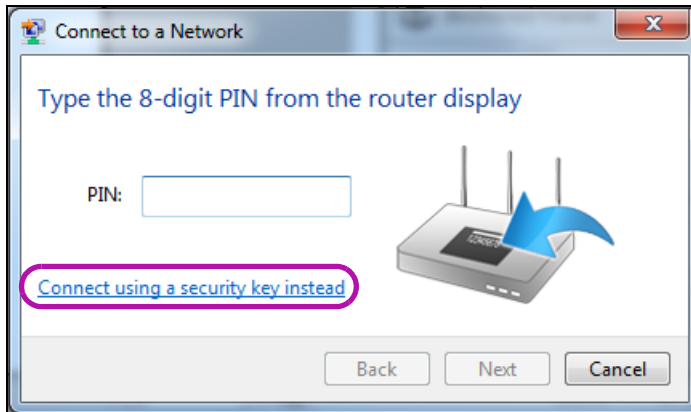 Connect to a Network
X
Type the 8-digit PIN from the router display
12345670
PIN:
Connect using a security key instead
Back
Next
Cancel